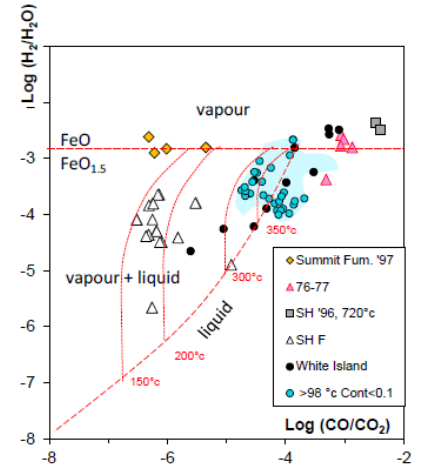 Log (H₂/H₂O)
-1
-2
vapour
FeO
-3
FeO₁.₅
-4
350°c
vapour + liquid
-5
300°c
liquid
-6
200°c
-7
150°c
-8
-8
-6
-4
-2
Log (CO/CO₂)
Summit Fum. '97
76-77
SH '96, 720°c
SH F
White Island
>98 °c Cont<0.1